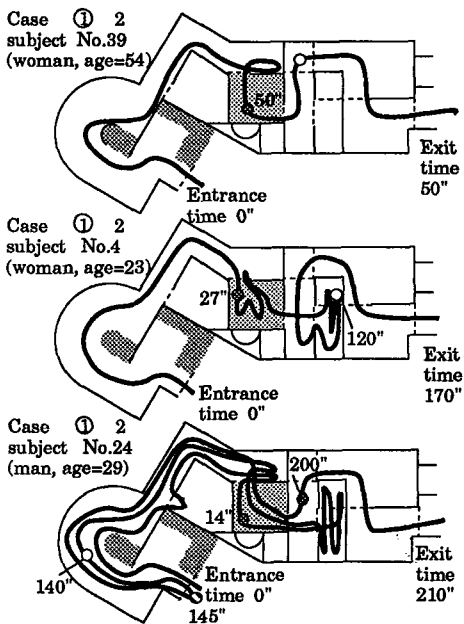 Case ① 2
subject No.39
(woman, age=54)
50"
Exit
time
50"
Entrance
time 0"
Case ① 2
subject No.4
(woman, age=23)
27"
120"
Exit
time
170"
Entrance
time 0"
Case ① 2
subject No.24
(man, age=29)
200"
14"
Exit
time
210"
140"
Entrance
time 0"
145"